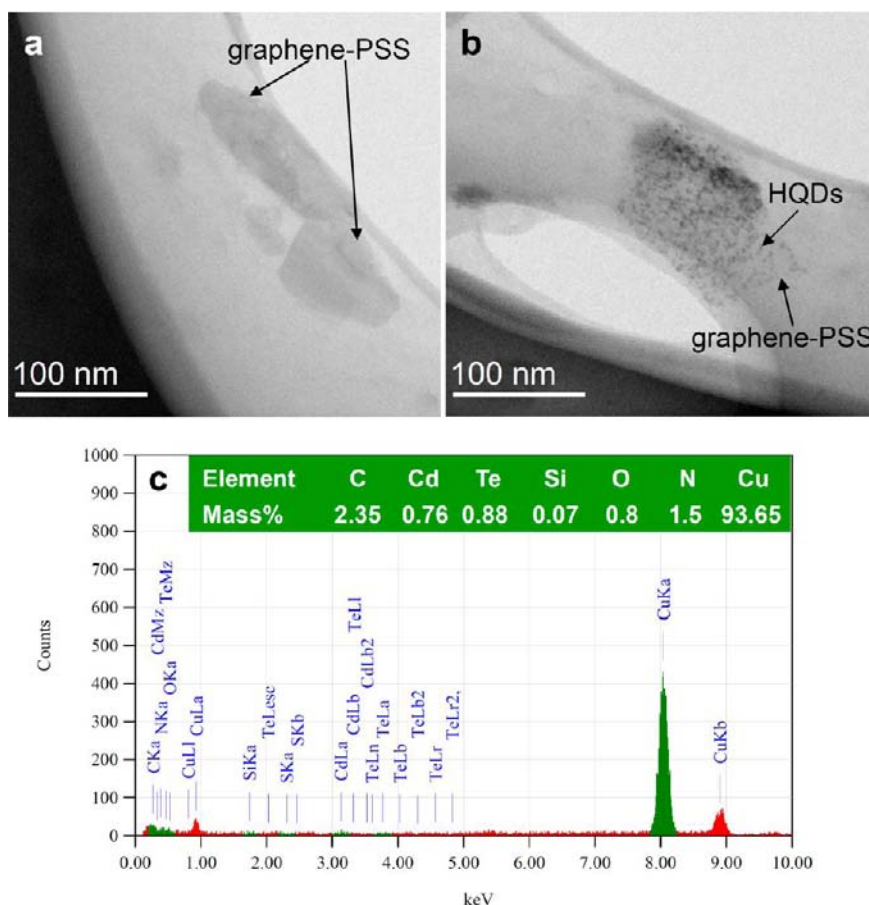 a
graphene-PSS
100 nm
b
HQDs
graphene-PSS
100 nm
c
Element C Cd Te Si O N Cu
Mass% 2.35 0.76 0.88 0.07 0.8 1.5 93.65
1000
900
800
700
600
500
400
300
200
100
0
Counts
CKa
NKa
CdMz
OKa
TeMz
CuLl
CuLa
SiKa
TeLesc
SKa
SKb
CdLa
CdLb
TeLl
CdLb2
TeLn
TeLa
TeLb
TeLb2
TeLr
TeLr2,
CuKa
CuKb
0.00 1.00 2.00 3.00 4.00 5.00 6.00 7.00 8.00 9.00 10.00
keV